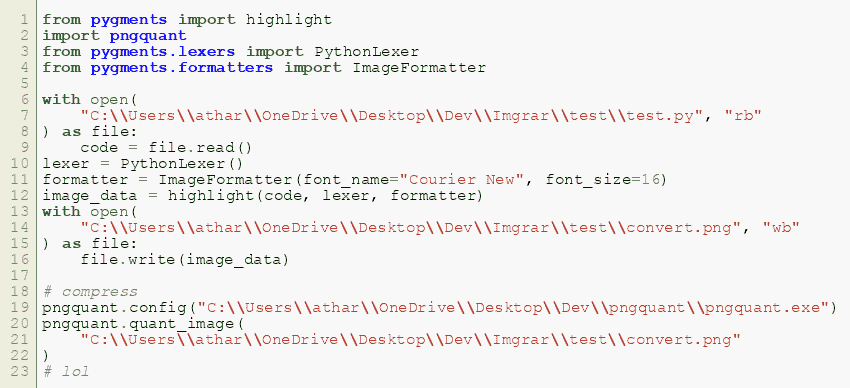 1 from pygments import highlight
2 import pngquant
3 from pygments.lexers import PythonLexer
4 from pygments.formatters import ImageFormatter
5
6 with open(
7     "C:\\Users\\athar\\OneDrive\\Desktop\\Dev\\Imgrar\\test\\test.py", "rb"
8 ) as file:
9     code = file.read()
10 lexer = PythonLexer()
11 formatter = ImageFormatter(font_name="Courier New", font_size=16)
12 image_data = highlight(code, lexer, formatter)
13 with open(
14     "C:\\Users\\athar\\OneDrive\\Desktop\\Dev\\Imgrar\\test\\convert.png", "wb"
15 ) as file:
16     file.write(image_data)
17
18 # compress
19 pngquant.config("C:\\Users\\athar\\OneDrive\\Desktop\\Dev\\pngquant\\pngquant.exe")
20 pngquant.quant_image(
21     "C:\\Users\\athar\\OneDrive\\Desktop\\Dev\\Imgrar\\test\\convert.png"
22 )
23 # lol